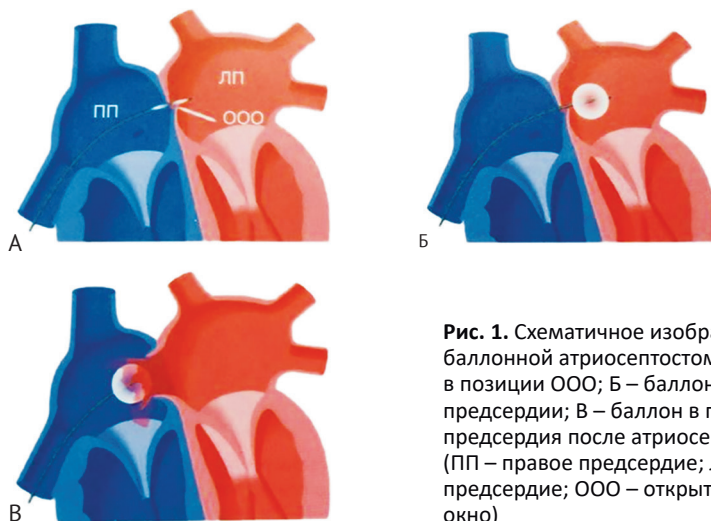 ПП
ЛП
ООО
А
Б
В
Рис. 1. Схематичное изобра
баллонной атриосептостом
в позиции ООО; Б – баллон
предсердии; В – баллон в п
предсердия после атриосе
(ПП – правое предсердие;
предсердие; ООО – открыт
окно)